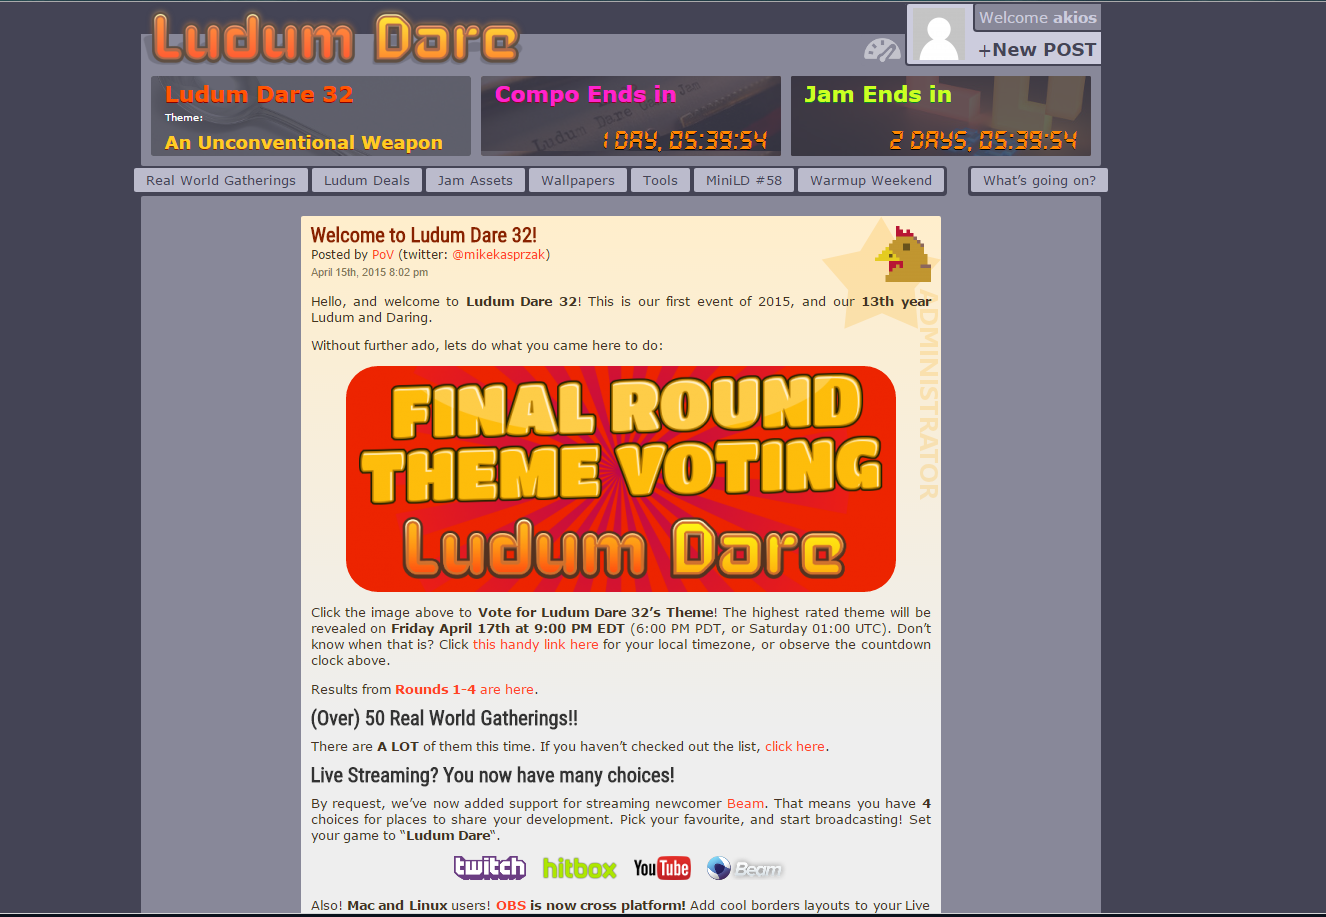 Ludum Dare
Welcome akios
+New POST
Ludum Dare 32
Theme:
An Unconventional Weapon
Compo Ends in
1 DAY, 05:39:54
Jam Ends in
2 DAYS, 05:39:54
Real World Gatherings
Ludum Deals
Jam Assets
Wallpapers
Tools
MiniLD #58
Warmup Weekend
What's going on?
Welcome to Ludum Dare 32!
Posted by PoV (twitter: @mikekasprzak)
April 15th, 2015 8:02 pm
ADMINISTRATOR
Hello, and welcome to Ludum Dare 32! This is our first event of 2015, and our 13th year
Ludum and Daring.
Without further ado, lets do what you came here to do:
FINAL ROUND
THEME VOTING
Ludum Dare
Click the image above to Vote for Ludum Dare 32’s Theme! The highest rated theme will be
revealed on Friday April 17th at 9:00 PM EDT (6:00 PM PDT, or Saturday 01:00 UTC). Don’t
know when that is? Click this handy link here for your local timezone, or observe the countdown
clock above.
Results from Rounds 1-4 are here.
(Over) 50 Real World Gatherings!!
There are A LOT of them this time. If you haven’t checked out the list, click here.
Live Streaming? You now have many choices!
By request, we’ve now added support for streaming newcomer Beam. That means you have 4
choices for places to share your development. Pick your favourite, and start broadcasting! Set
your game to “Ludum Dare“.
twitch hitbox YouTube Beam
Also! Mac and Linux users! OBS is now cross platform! Add cool borders layouts to your Live